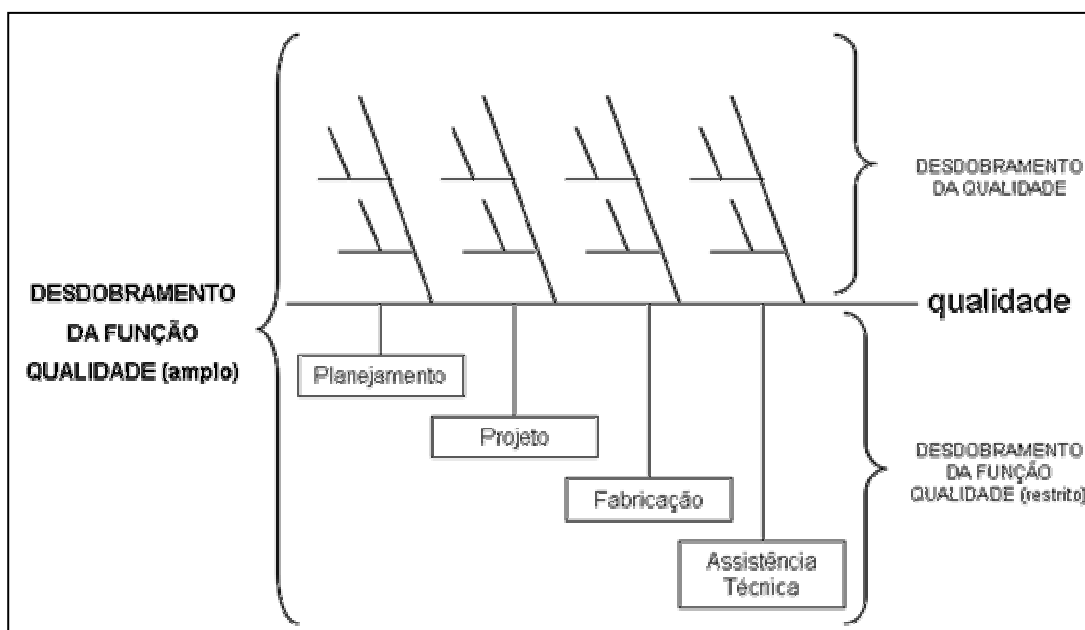 DESDOBRAMENTO
DA QUALIDADE
qualidade
DESDOBRAMENTO
DA FUNÇÃO
QUALIDADE (amplo)
Planejamento
Projeto
Fabricação
Assistência
Técnica
DESDOBRAMENTO
DA FUNÇÃO
QUALIDADE (restrito)